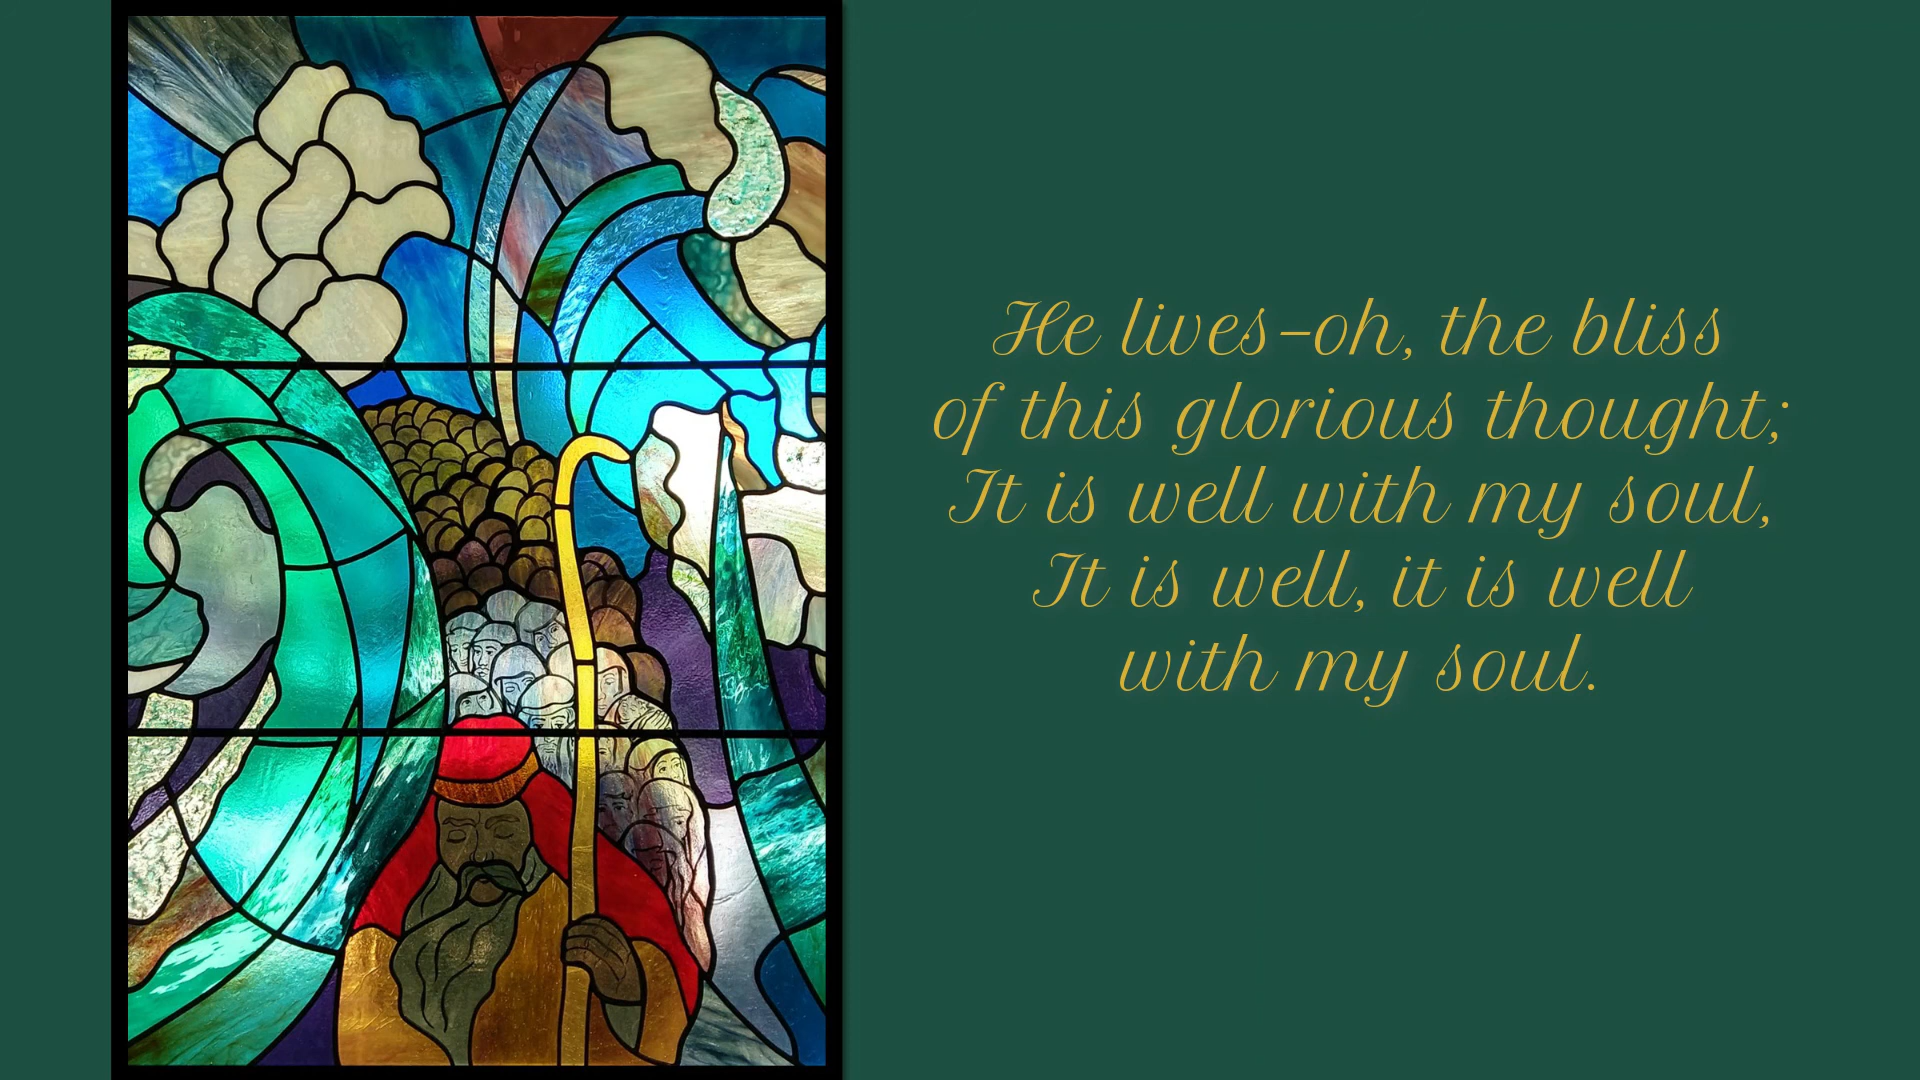 He lives–oh, the bliss
of this glorious thought;
It is well with my soul,
It is well, it is well
with my soul.